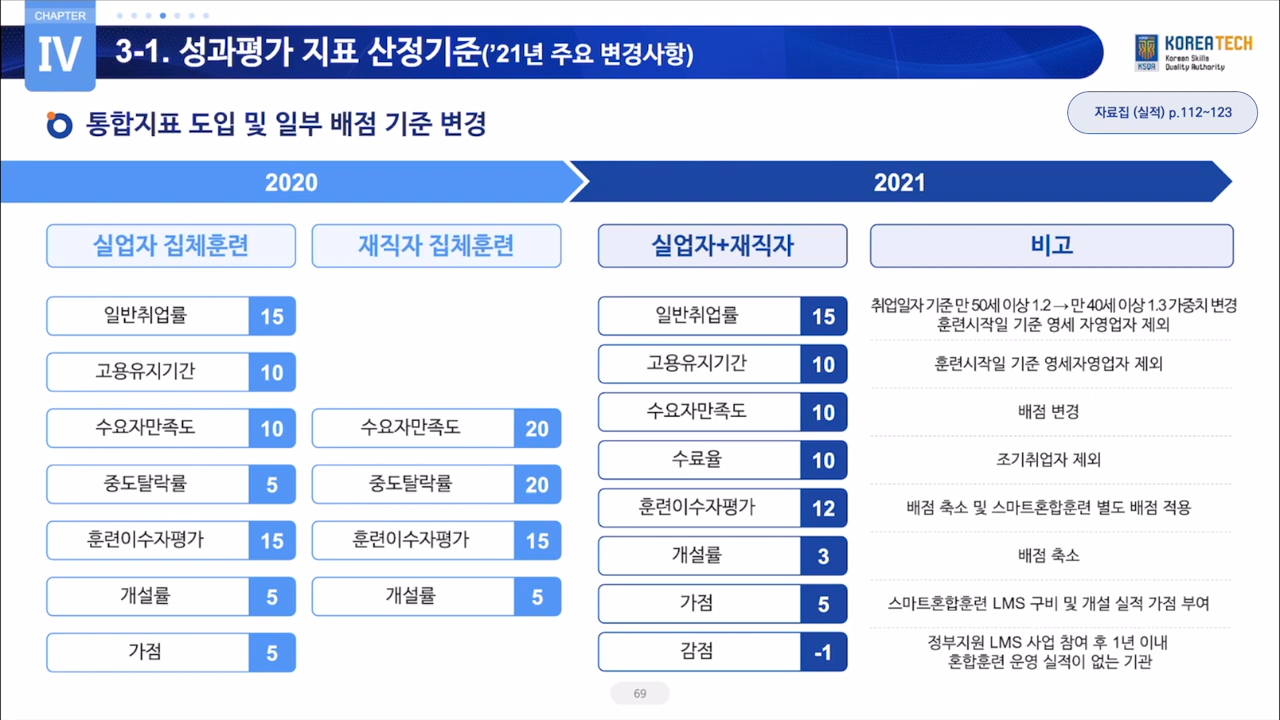 CHAPTER
IV
3-1. 성과평가 지표 산정기준('21년 주요 변경사항)
KSQA
KOREATECH
Korean Skills
Quality Authority
자료집 (실적) p.112~123
통합지표 도입 및 일부 배점 기준 변경
2020
2021
실업자 집체훈련
재직자 집체훈련
실업자+재직자
비고
일반취업률 15
고용유지기간 10
수요자만족도 10
수요자만족도 20
중도탈락률 5
중도탈락률 20
훈련이수자평가 15
훈련이수자평가 15
개설률 5
개설률 5
가점 5
일반취업률 15
취업일자 기준 만 50세 이상 1.2 → 만 40세 이상 1.3 가중치 변경
훈련시작일 기준 영세 자영업자 제외
고용유지기간 10
훈련시작일 기준 영세자영업자 제외
수요자만족도 10
배점 변경
수료율 10
조기취업자 제외
훈련이수자평가 12
배점 축소 및 스마트혼합훈련 별도 배점 적용
개설률 3
배점 축소
가점 5
스마트혼합훈련 LMS 구비 및 개설 실적 가점 부여
감점 -1
정부지원 LMS 사업 참여 후 1년 이내
혼합훈련 운영 실적이 없는 기관
69